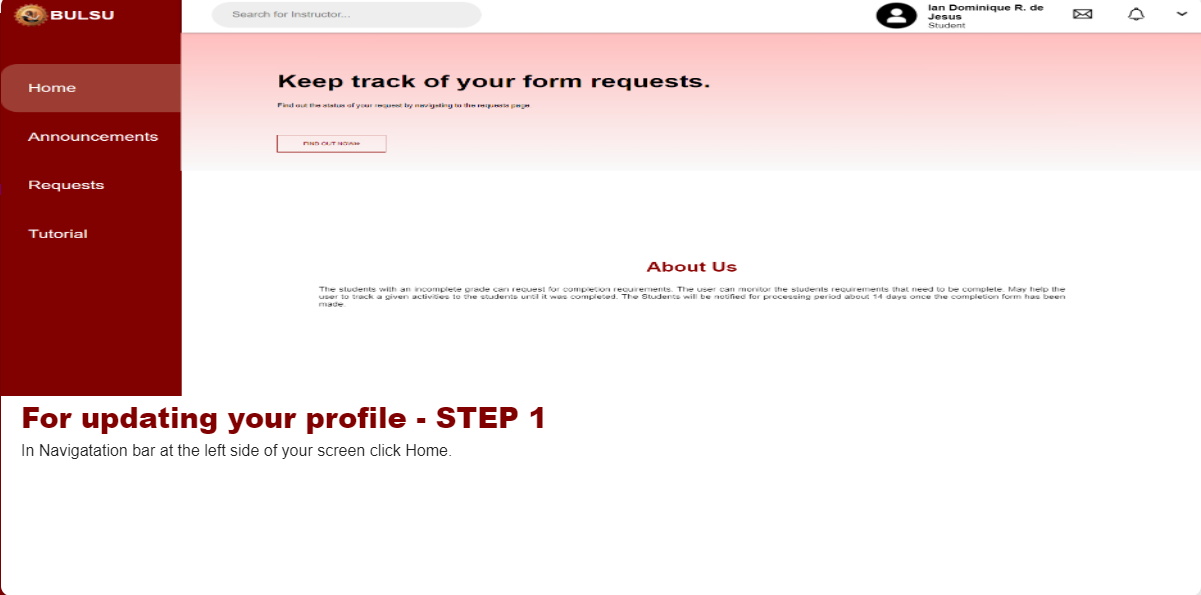 BULSU
Search for Instructor...
Ian Dominique R. de
Jesus
Student
Home
Announcements
Requests
Tutorial
Keep track of your form requests.
Find out the status of your request by navigating to the requests page
FIND OUT NOW
About Us
The students with an incomplete grade can request for completion requirements. The user can monitor the students requirements that need to be complete. May help the
user to track a given activities to the students until it was completed. The Students will be notified for processing period about 14 days once the completion form has been
made.
For updating your profile - STEP 1
In Navigatation bar at the left side of your screen click Home.